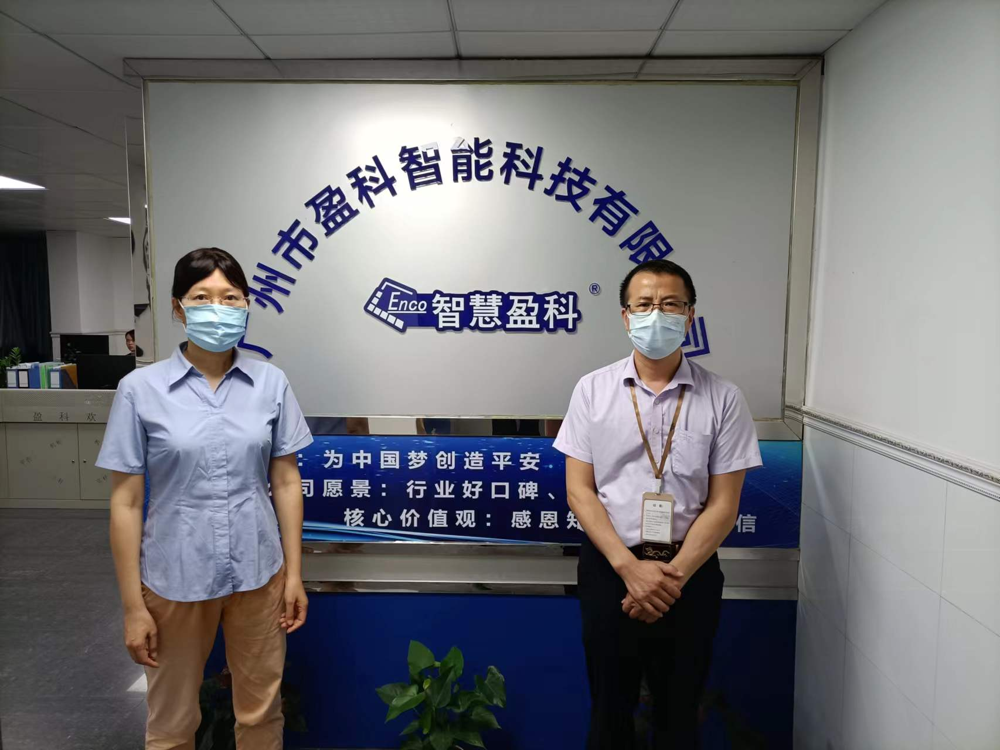 州市盈科智能科技有限
Enco 智慧盈科 ®
：为中国梦创造平安
司愿景：行业好口碑、
核心价值观：感恩知
信
盈科欢